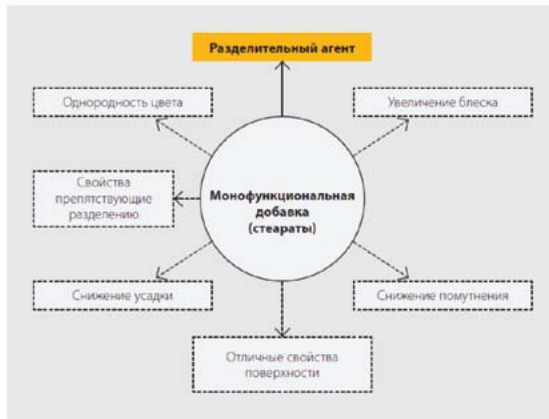 Разделительный агент
Однородность цвета
Увеличение блеска
Свойства
препятствующие
разделению
Монофункциональная
добавка
(стеараты)
Снижение усадки
Снижение помутнения
Отличные свойства
поверхности